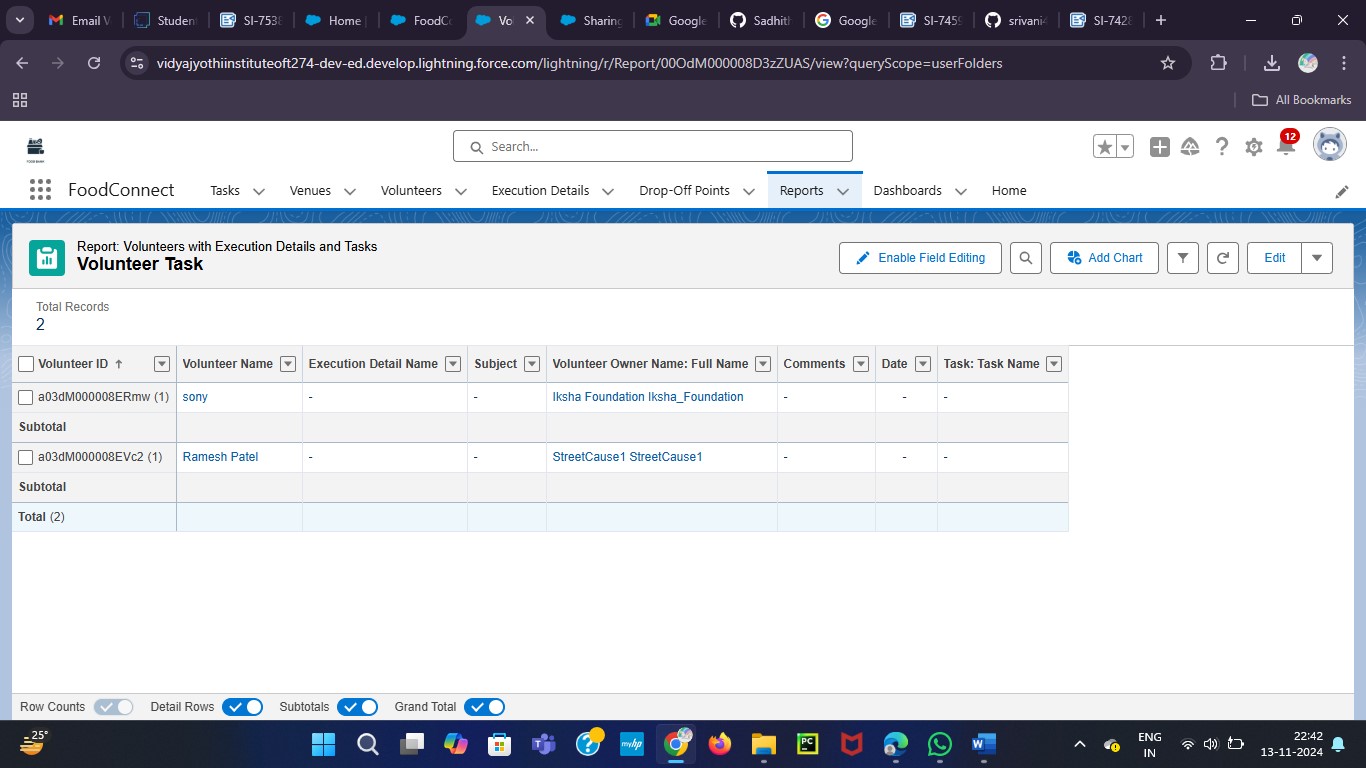 Email V
Student
SI-7538
Home |
FoodCo
Vol
Sharing
Google
Sadhith
Google
SI-7459
srivani4
SI-7428
vidyajyothiinstituteoft274-dev-ed.develop.lightning.force.com/lightning/r/Report/00OdM000008D3zZUAS/view?queryScope=userFolders
All Bookmarks
Search...
12
FoodConnect
Tasks
Venues
Volunteers
Execution Details
Drop-Off Points
Reports
Dashboards
Home
Report: Volunteers with Execution Details and Tasks
Volunteer Task
Enable Field Editing
Add Chart
Edit
Total Records
2
Volunteer ID ↑ Volunteer Name Execution Detail Name Subject Volunteer Owner Name: Full Name Comments Date Task: Task Name
a03dM000008ERmw (1) sony - - Iksha Foundation Iksha_Foundation - - -
Subtotal
a03dM000008EVc2 (1) Ramesh Patel - - StreetCause1 StreetCause1 - - -
Subtotal
Total (2)
Row Counts
Detail Rows
Subtotals
Grand Total
25°
myhp
PC
W
ENG
IN
22:42
13-11-2024